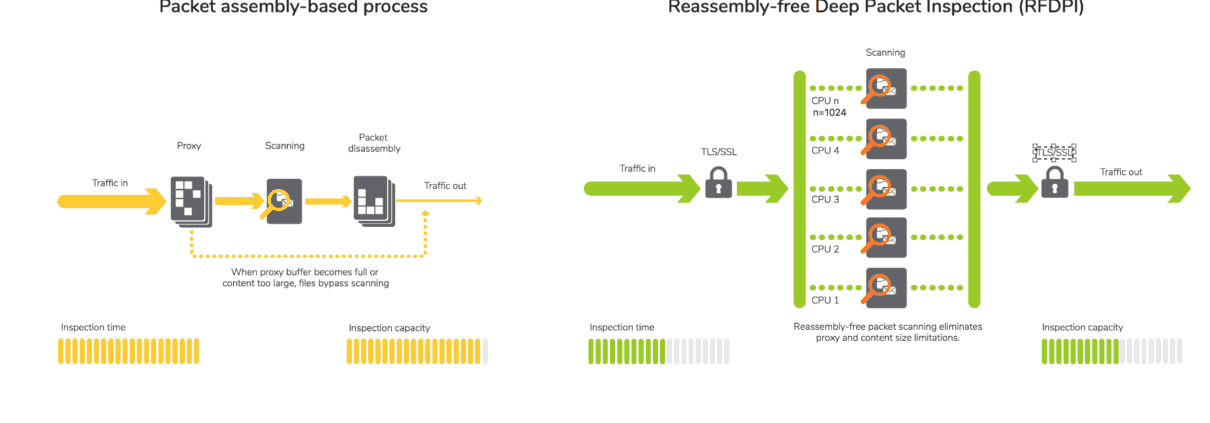 Packet assembly-based process
Proxy
Scanning
Packet
disassembly
Traffic in
Traffic out
When proxy buffer becomes full or
content too large, files bypass scanning
Inspection time
Inspection capacity
Reassembly-free Deep Packet Inspection (RFDPI)
Scanning
CPU n
n=1024
CPU 4
CPU 3
CPU 2
CPU 1
TLS/SSL
Traffic in
TLS/SSL
Traffic out
Reassembly-free packet scanning eliminates
proxy and content size limitations.
Inspection time
Inspection capacity